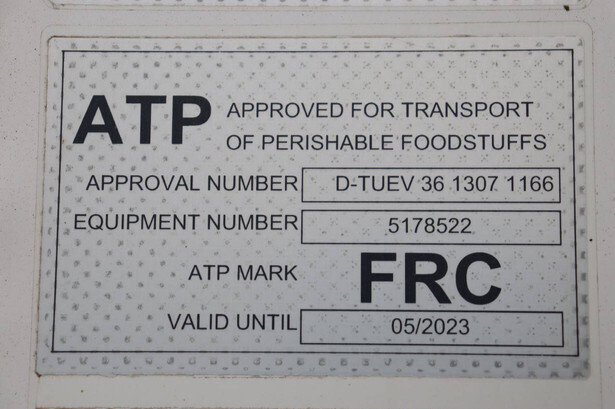 ATP APPROVED FOR TRANSPORT
OF PERISHABLE FOODSTUFFS
APPROVAL NUMBER D-TUEV 36 1307 1166
EQUIPMENT NUMBER 5178522
ATP MARK FRC
VALID UNTIL 05/2023